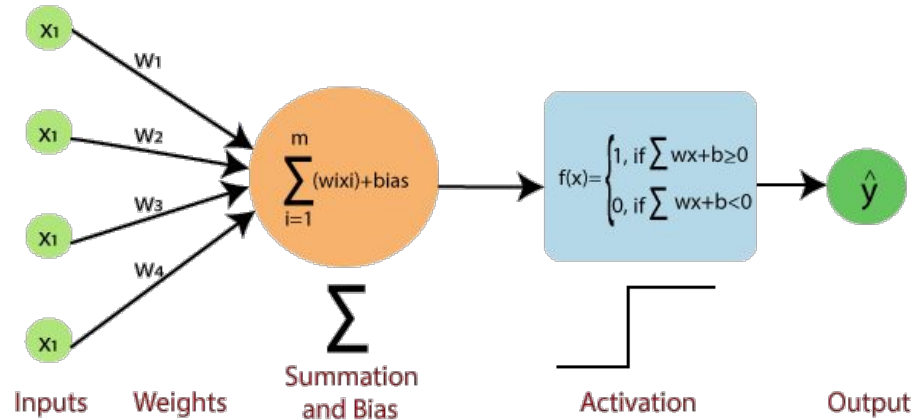 x1
x1
x1
x1
W1
W2
W3
W4
m
∑(wixi)+bias
i=1
f(x)={1, if ∑ wx+b≥0
0, if ∑ wx+b<0
ŷ
∑
Inputs
Weights
Summation
and Bias
Activation
Output